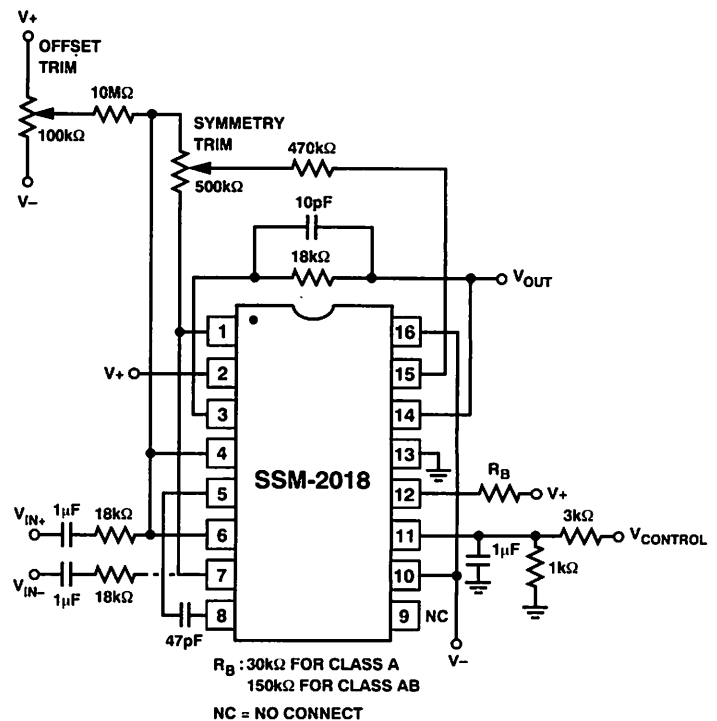 V+
OFFSET
TRIM
10MΩ
100kΩ
V–
SYMMETRY
TRIM
470kΩ
500kΩ
10pF
18kΩ
VOUT
1
16
V+
2
15
3
14
4
13
SSM-2018
5
12
RB
V+
VIN+
1μF
18kΩ
6
11
3kΩ
VCONTROL
1μF
1kΩ
VIN–
1μF
18kΩ
7
10
47pF
8
9
NC
V–
RB : 30kΩ FOR CLASS A
150kΩ FOR CLASS AB
NC = NO CONNECT